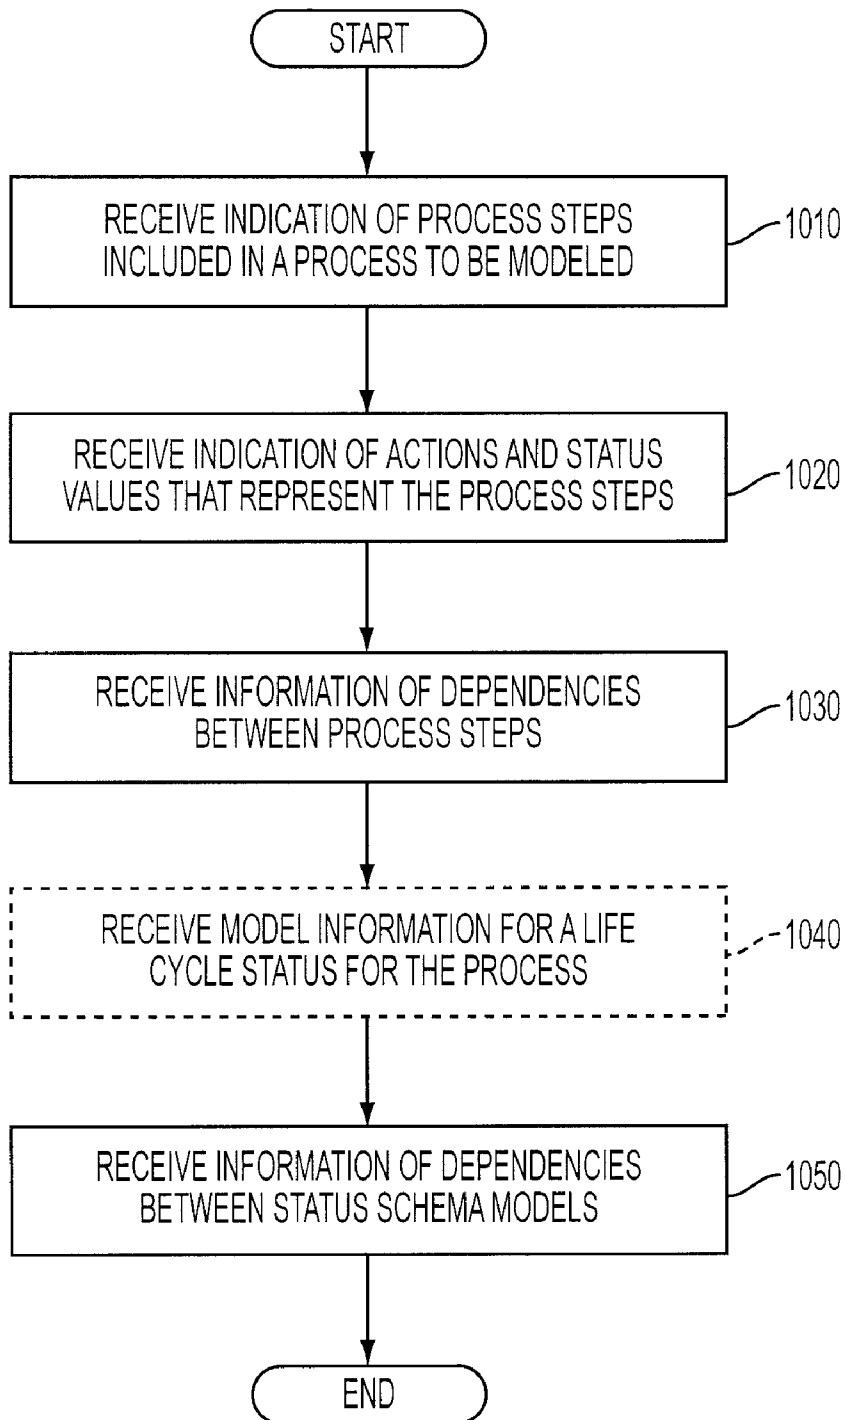 START
RECEIVE INDICATION OF PROCESS STEPS
INCLUDED IN A PROCESS TO BE MODELED
1010
RECEIVE INDICATION OF ACTIONS AND STATUS
VALUES THAT REPRESENT THE PROCESS STEPS
1020
RECEIVE INFORMATION OF DEPENDENCIES
BETWEEN PROCESS STEPS
1030
RECEIVE MODEL INFORMATION FOR A LIFE
CYCLE STATUS FOR THE PROCESS
1040
RECEIVE INFORMATION OF DEPENDENCIES
BETWEEN STATUS SCHEMA MODELS
1050
END